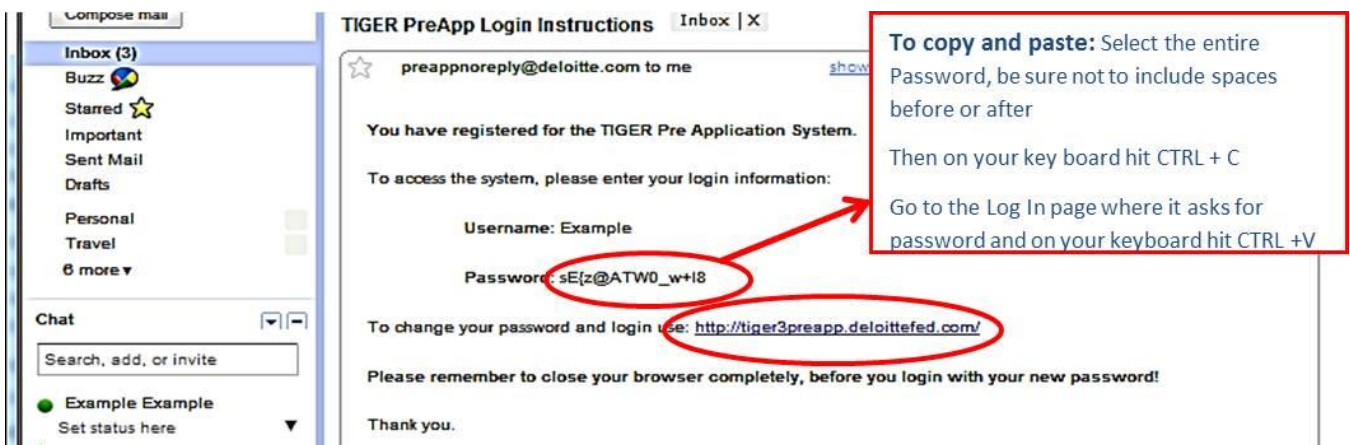 Compose mail
Inbox (3)
Buzz
Starred
Important
Sent Mail
Drafts
Personal
Travel
6 more ▾
Chat
Search, add, or invite
Example Example
Set status here
TIGER PreApp Login Instructions Inbox | X
preappnoreply@deloitte.com to me show
You have registered for the TIGER Pre Application System.
To access the system, please enter your login information:
Username: Example
Password: sE{z@ATW0_w+I8
To change your password and login use: http://tiger3preapp.deloittefed.com/
Please remember to close your browser completely, before you login with your new password!
Thank you.
To copy and paste: Select the entire
Password, be sure not to include spaces
before or after
Then on your key board hit CTRL + C
Go to the Log In page where it asks for
password and on your keyboard hit CTRL +V